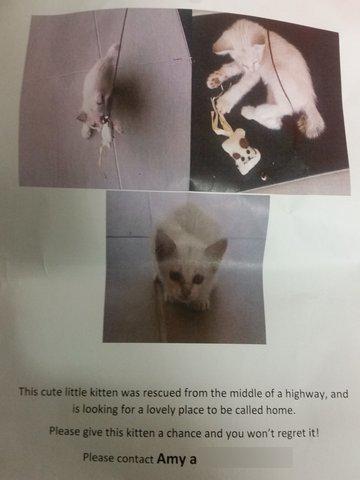 This cute little kitten was rescued from the middle of a highway, and
is looking for a lovely place to be called home.
Please give this kitten a chance and you won't regret it!
Please contact Amy a